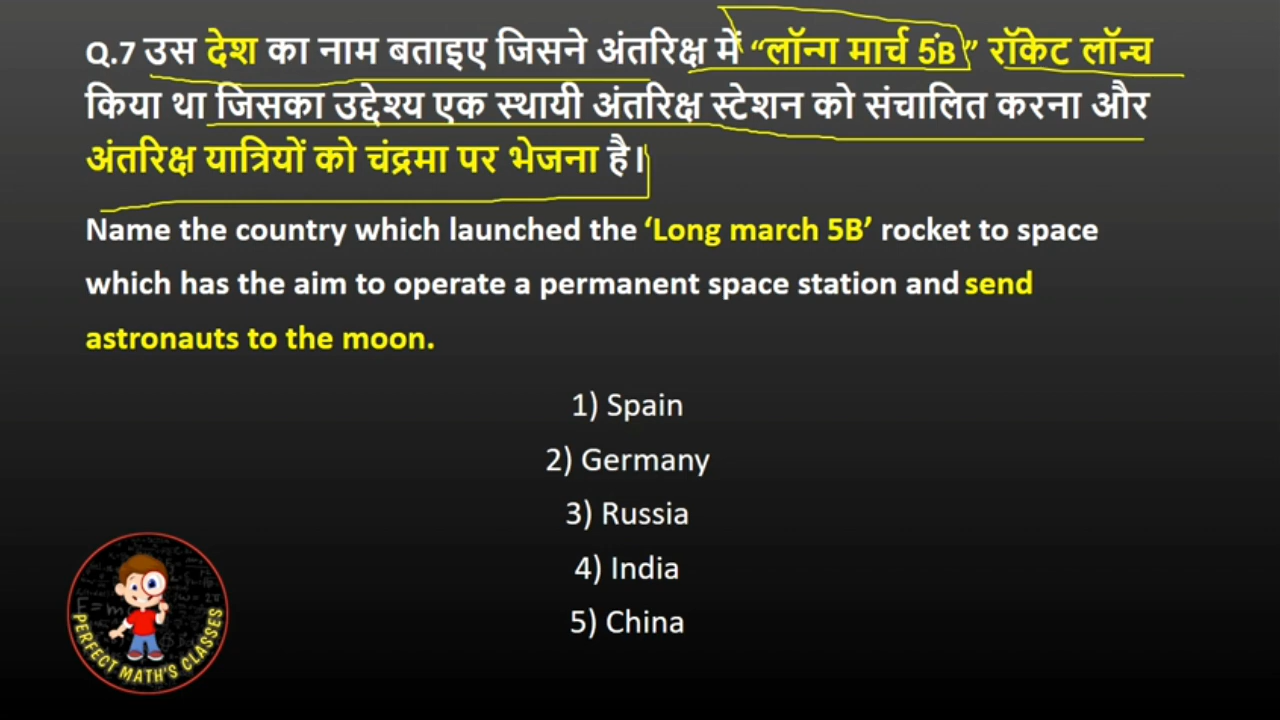 Q.7 उस देश का नाम बताइए जिसने अंतरिक्ष में “लॉन्ग मार्च 5B” रॉकेट लॉन्च
किया था जिसका उद्देश्य एक स्थायी अंतरिक्ष स्टेशन को संचालित करना और
अंतरिक्ष यात्रियों को चंद्रमा पर भेजना है।
Name the country which launched the ‘Long march 5B’ rocket to space
which has the aim to operate a permanent space station and send
astronauts to the moon.
1) Spain
2) Germany
3) Russia
4) India
5) China
PERFECT MATH'S CLASSES